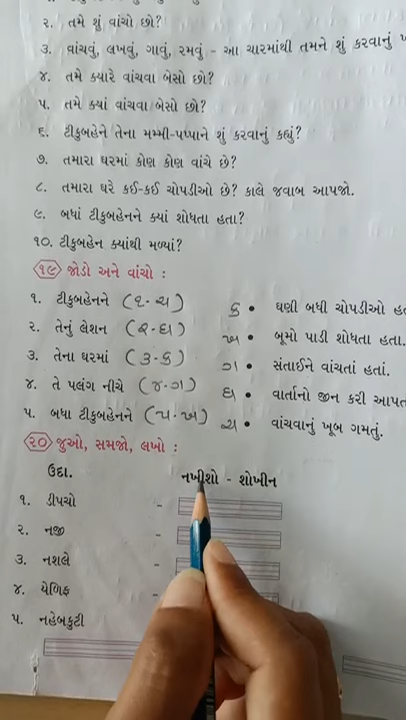 ૨. તમે શું વાંચો છો?
૩. વાંચવું, લખવું, ગાવું, રમવું - આ ચારમાંથી તમને શું કરવાનું
૪. તમે ક્યારે વાંચવા બેસો છો?
૫. તમે ક્યાં વાંચવા બેસો છો?
૬. ટીકુબહેને તેના મમ્મી-પપ્પાને શું કરવાનું કહ્યું?
૭. તમારા ઘરમાં કોણ કોણ વાંચે છે?
૮. તમારા ઘરે કઈ-કઈ ચોપડીઓ છે? કાલે જવાબ આપજો.
૯. બધાં ટીકુબહેનને ક્યાં શોધતા હતા?
૧૦. ટીકુબહેન ક્યાંથી મળ્યાં?
૧૯ જોડો અને વાંચો :
૧. ટીકુબહેનને (૧-ચ) ક • ઘણી બધી ચોપડીઓ
૨. તેનું લેશન (૨-ઘ) ખ • બૂમો પાડી શોધતા હતા.
૩. તેના ઘરમાં (૩-ક) ગ • સંતાઈને વાંચતાં હતાં.
૪. તે પલંગ નીચે (૪-ગ) ઘ • વાર્તાનો જીન કરી
૫. બધા ટીકુબહેનને (૫-ખ) ચ • વાંચવાનું ખૂબ ગમતું.
૨૦ જુઓ, સમજો, લખો :
ઉદા. નખીશો - શોખીન
૧. ડીપચો -
૨. નજી -
૩. નશલે -
૪. યેળિફ -
૫. નહેબકુટી